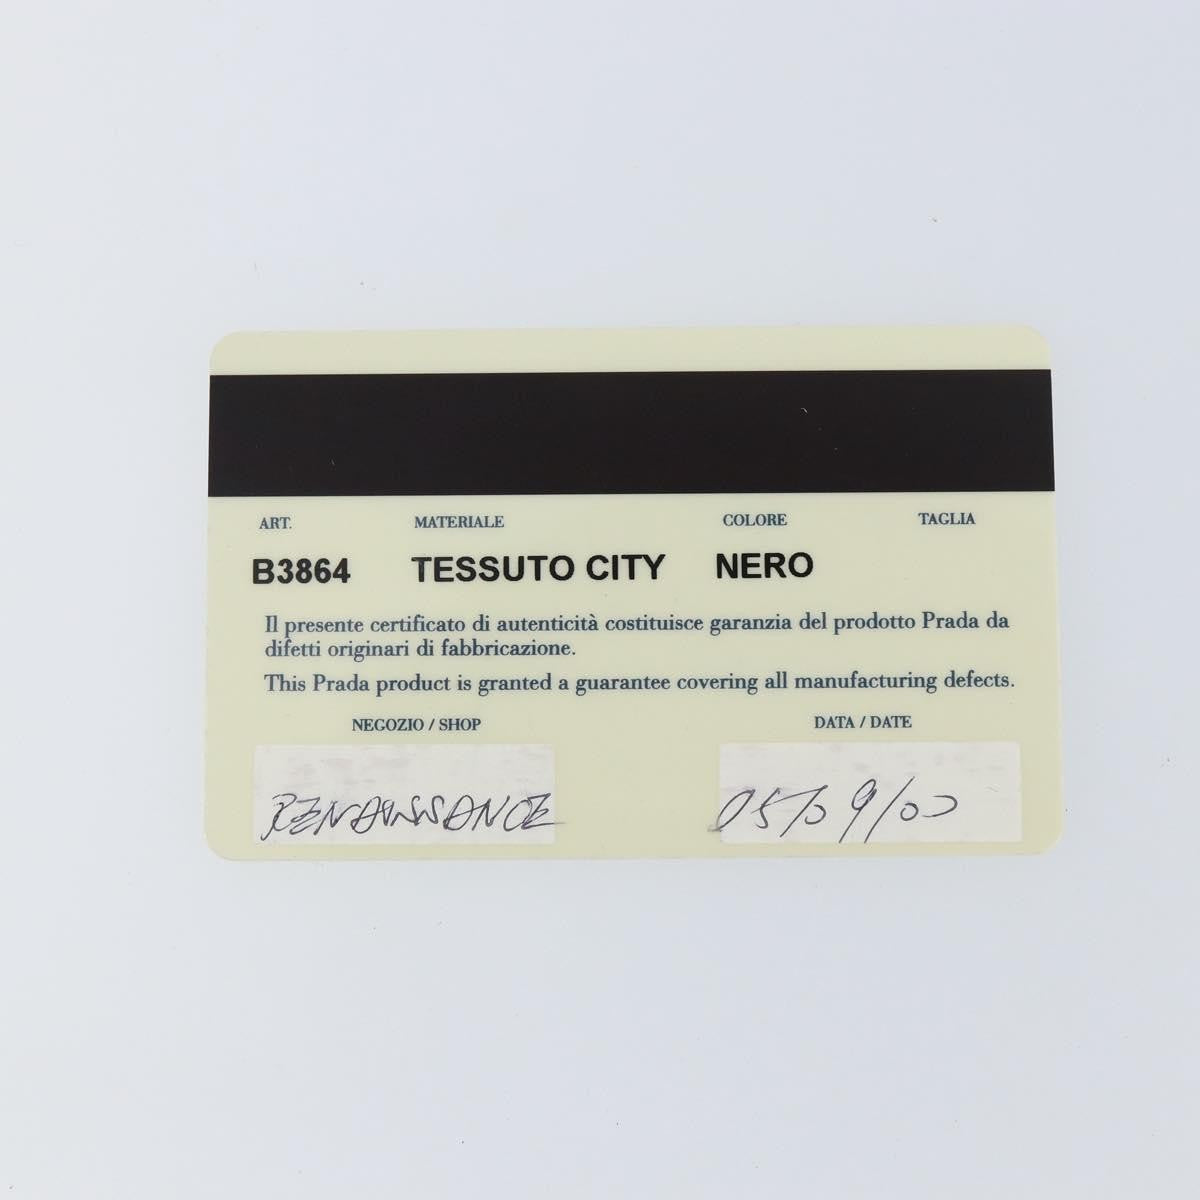 ART. MATERIALE COLORE TAGLIA
B3864 TESSUTO CITY NERO
Il presente certificato di autenticità costituisce garanzia del prodotto Prada da
difetti originari di fabbricazione.
This Prada product is granted a guarantee covering all manufacturing defects.
NEGOZIO / SHOP DATA / DATE
RENAISSANCE 05/09/00